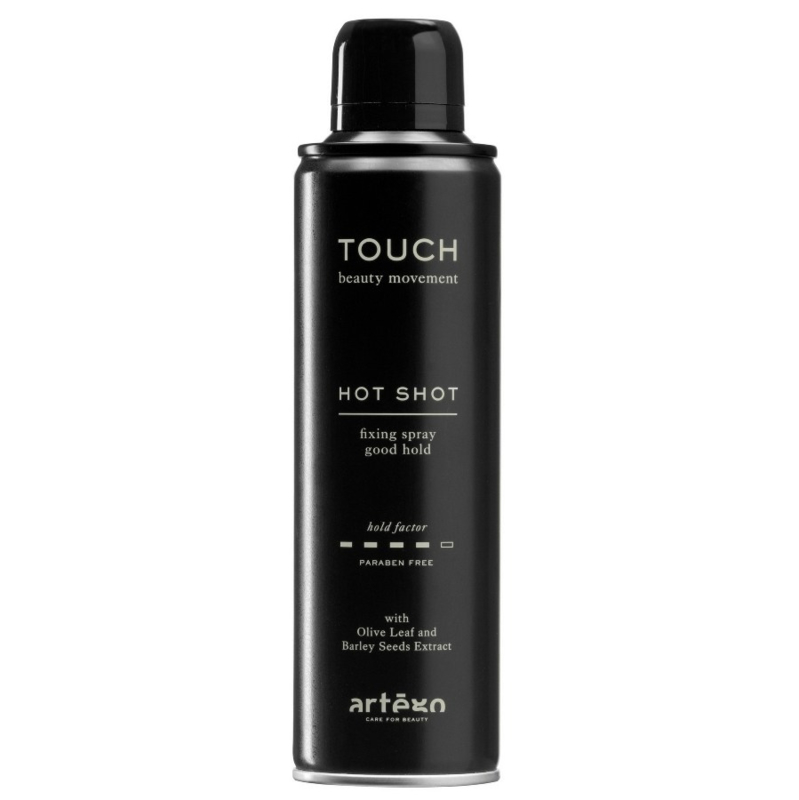 TOUCH
beauty movement
HOT SHOT
fixing spray
good hold
hold factor
PARABEN FREE
with
Olive Leaf and
Barley Seeds Extract
artēgo
CARE FOR BEAUTY